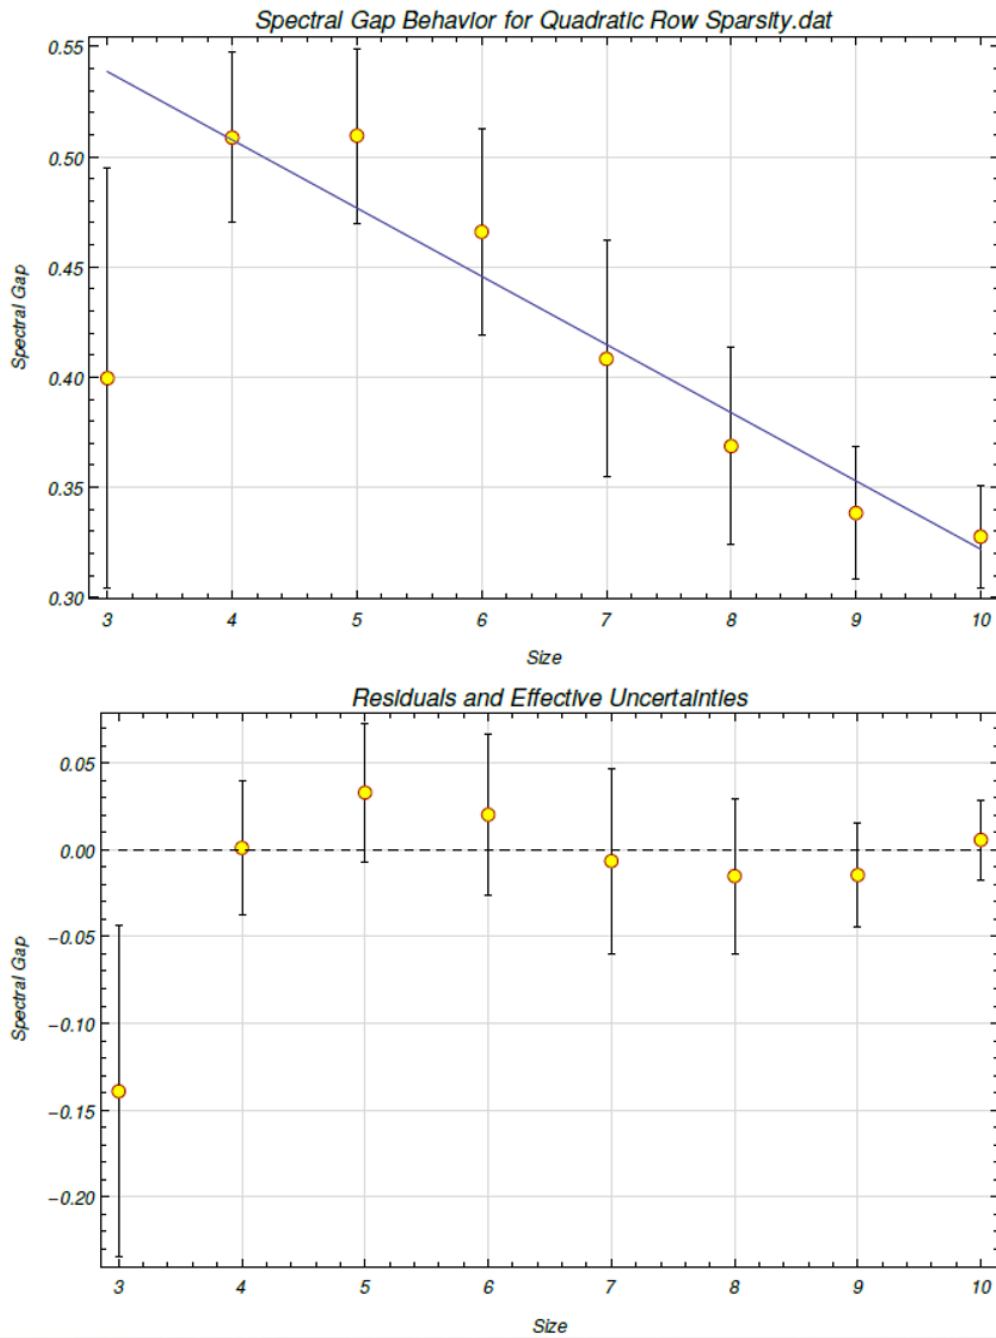 Spectral Gap Behavior for Quadratic Row Sparsity.dat
0.55
0.50
0.45
0.40
0.35
0.30
Spectral Gap
3 4 5 6 7 8 9 10
Size
Residuals and Effective Uncertainties
0.05
0.00
−0.05
−0.10
−0.15
−0.20
Spectral Gap
3 4 5 6 7 8 9 10
Size